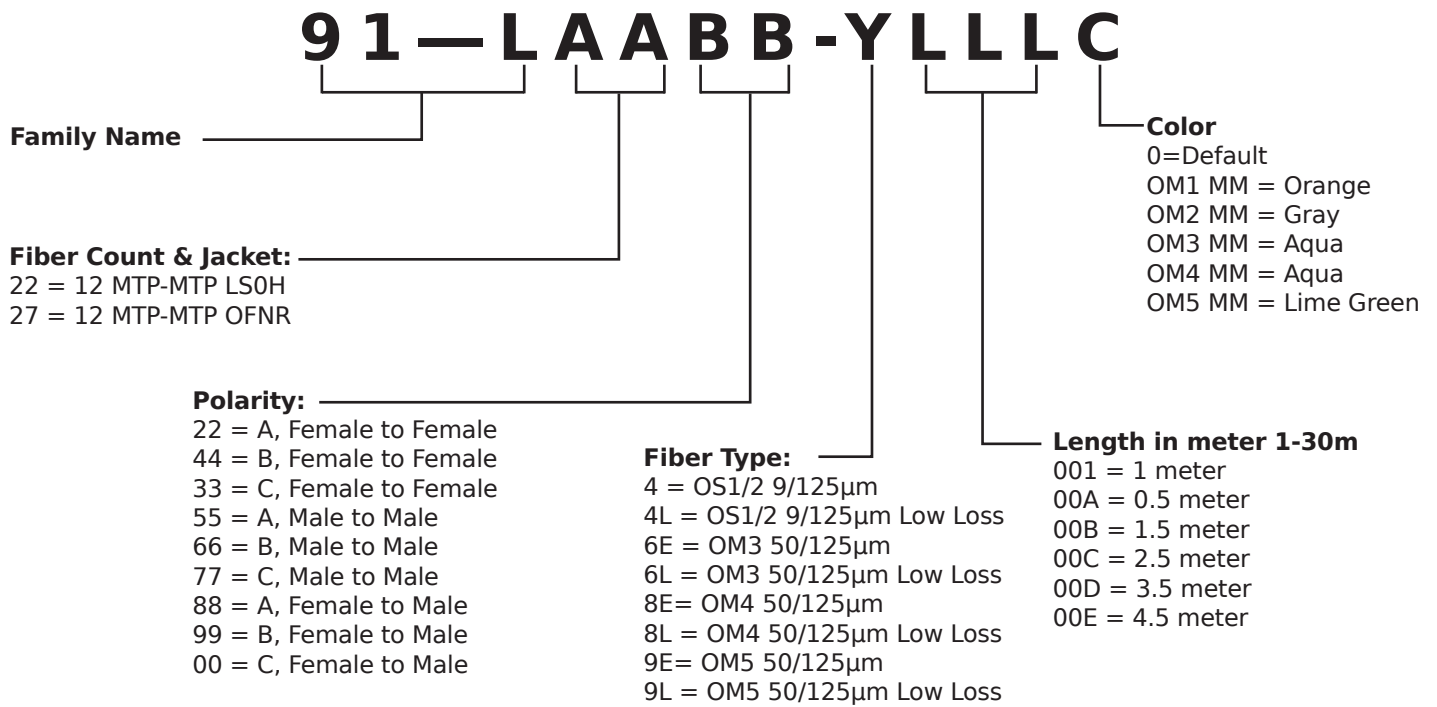 91—LAABB-YLLLC
Family Name
Fiber Count & Jacket:
22 = 12 MTP-MTP LS0H
27 = 12 MTP-MTP OFNR
Polarity:
22 = A, Female to Female
44 = B, Female to Female
33 = C, Female to Female
55 = A, Male to Male
66 = B, Male to Male
77 = C, Male to Male
88 = A, Female to Male
99 = B, Female to Male
00 = C, Female to Male
Fiber Type:
4 = OS1/2 9/125µm
4L = OS1/2 9/125µm Low Loss
6E = OM3 50/125µm
6L = OM3 50/125µm Low Loss
8E= OM4 50/125µm
8L = OM4 50/125µm Low Loss
9E= OM5 50/125µm
9L = OM5 50/125µm Low Loss
Length in meter 1-30m
001 = 1 meter
00A = 0.5 meter
00B = 1.5 meter
00C = 2.5 meter
00D = 3.5 meter
00E = 4.5 meter
Color
0=Default
OM1 MM = Orange
OM2 MM = Gray
OM3 MM = Aqua
OM4 MM = Aqua
OM5 MM = Lime Green